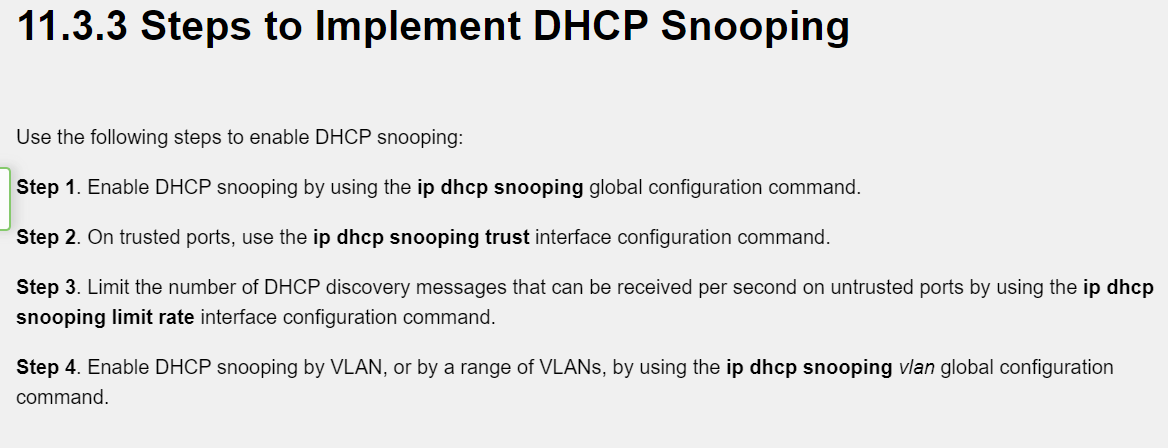 11.3.3 Steps to Implement DHCP Snooping
Use the following steps to enable DHCP snooping:
Step 1. Enable DHCP snooping by using the ip dhcp snooping global configuration command.
Step 2. On trusted ports, use the ip dhcp snooping trust interface configuration command.
Step 3. Limit the number of DHCP discovery messages that can be received per second on untrusted ports by using the ip dhcp
snooping limit rate interface configuration command.
Step 4. Enable DHCP snooping by VLAN, or by a range of VLANs, by using the ip dhcp snooping vlan global configuration
command.